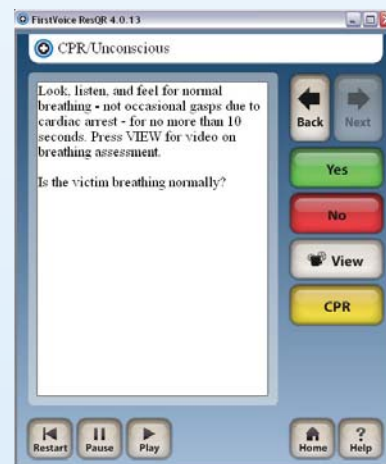 FirstVoice ResQR 4.0.13
CPR/Unconscious
Look, listen, and feel for normal
breathing - not occasional gasps due to
cardiac arrest - for no more than 10
seconds. Press VIEW for video on
breathing assessment.
Is the victim breathing normally?
Back
Next
Yes
No
View
CPR
Restart
Pause
Play
Home
?
Help